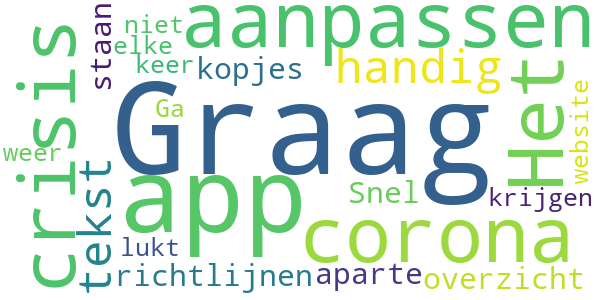 niet
aanpassen
staan
elke
keer
kopjes
handig
crisis
Graag
Het
Ga
website
weer
app
tekst
Snel
krijgen
corona
lukt
richtlijnen
aparte
overzicht